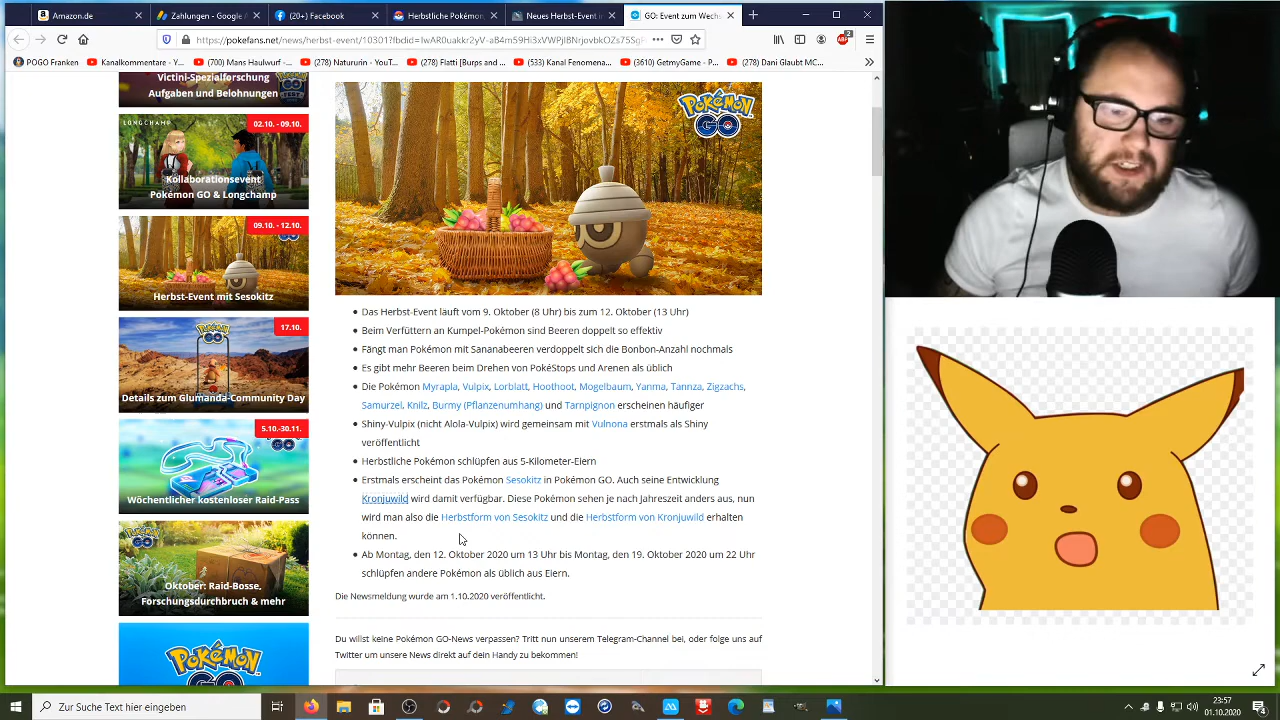 Amazon.de
Zahlungen - Google A
(20+) Facebook
Herbstliche Pokémon,
Neues Herbst-Event i
GO: Event zum Wechs
https://pokefans.net/news/herbst-event/10301?fbdid=IwAR0uakkr2yV
POGO Franken
Kanalkommentare - Y...
(700) Mans Haulwurf -...
(278) Natururin - YouT...
(278) Flatti (Burps and ...
(533) Kanal Fenomena...
(3610) GetmyGame - P...
(278) Dani Glaubt MC...
Victini-Spezialforschung
Aufgaben und Belohnungen
LONGCHAMP
02.10. - 09.10.
Kollaborationsevent
Pokémon GO & Longchamp
09.10. - 12.10.
Herbst-Event mit Sesokitz
17.10.
Details zum Glumanda-Community Day
5.10.-30.11.
Wöchentlicher kostenloser Raid-Pass
Oktober: Raid-Bosse,
Forschungsdurchbruch & mehr
Pokémon
Pokémon
GO
Das Herbst-Event läuft vom 9. Oktober (8 Uhr) bis zum 12. Oktober (13 Uhr)
Beim Verfüttern an Kumpel-Pokémon sind Beeren doppelt so effektiv
Fängt man Pokémon mit Sananabeeren verdoppelt sich die Bonbon-Anzahl nochmals
Es gibt mehr Beeren beim Drehen von PokéStops und Arenen als üblich
Die Pokémon Myrapla, Vulpix, Lorblatt, Hoothoot, Mogelbaum, Yanma, Tannza, Zigzachs,
Samurzel, Knilz, Burmy (Pflanzenumhang) und Tarnpignon erscheinen häufiger
Shiny-Vulpix (nicht Alola-Vulpix) wird gemeinsam mit Vulnona erstmals als Shiny
veröffentlicht
Herbstliche Pokémon schlüpfen aus 5-Kilometer-Eiern
Erstmals erscheint das Pokémon Sesokitz in Pokémon GO. Auch seine Entwicklung
Kronjuwild wird damit verfügbar. Diese Pokémon sehen je nach Jahreszeit anders aus, nun
wird man also die Herbstform von Sesokitz und die Herbstform von Kronjuwild erhalten
können.
Ab Montag, den 12. Oktober 2020 um 13 Uhr bis Montag, den 19. Oktober 2020 um 22 Uhr
schlüpfen andere Pokémon als üblich aus Eiern.
Die Newsmeldung wurde am 1.10.2020 veröffentlicht.
Du willst keine Pokémon GO-News verpassen? Tritt nun unserem Telegram-Channel bei, oder folge uns auf
Twitter um unsere News direkt auf dein Handy zu bekommen!
Zur Suche Text hier eingeben
23:57
01.10.2020